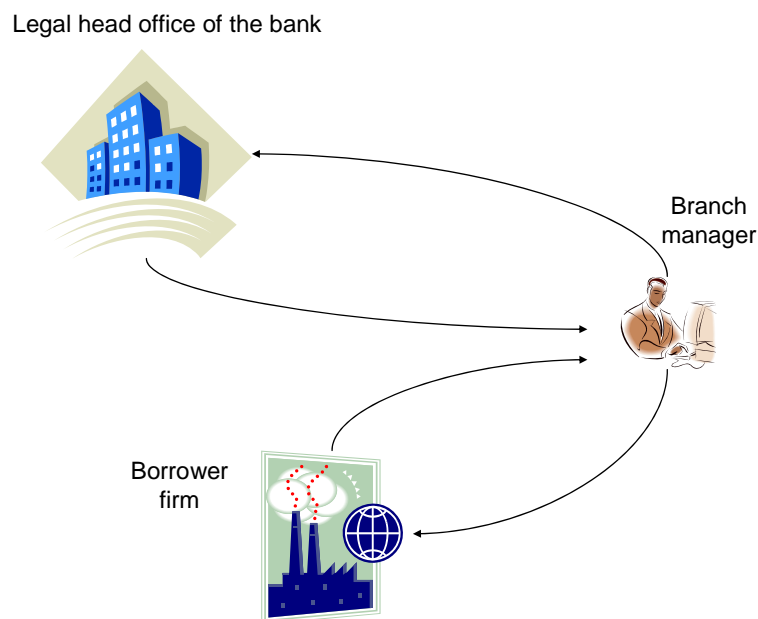 Legal head office of the bank
Branch
manager
Borrower
firm